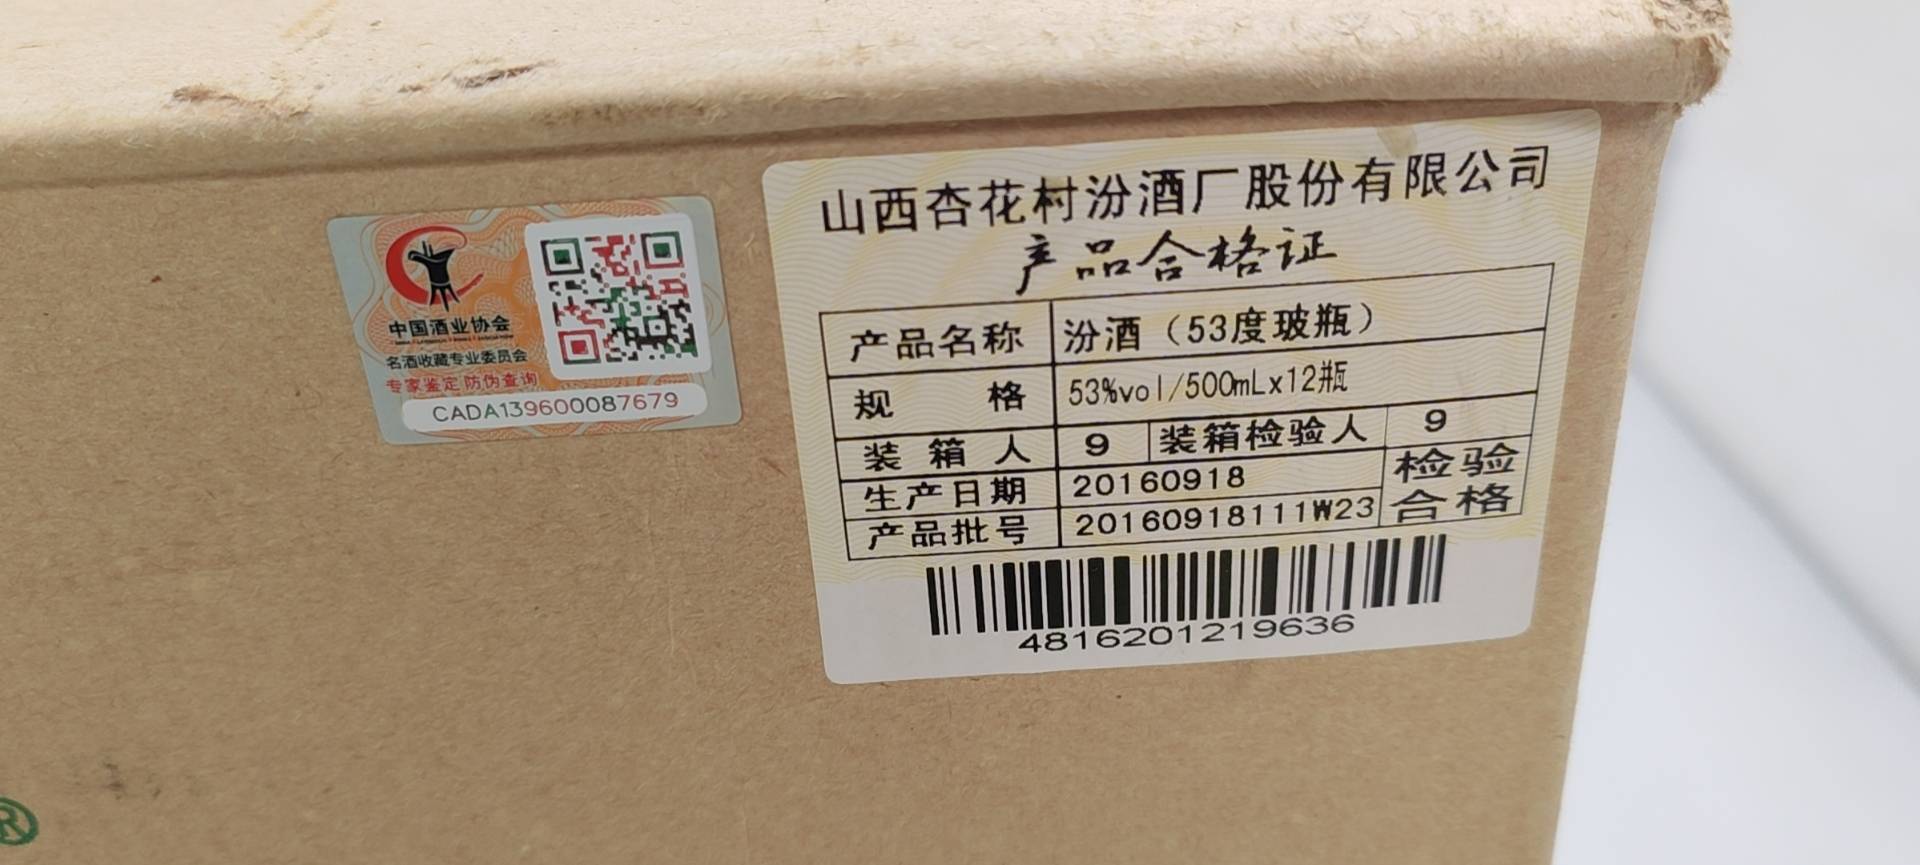 中国酒业协会
名酒收藏专业委员会
专家鉴定 防伪查询
CADA139600087679
山西杏花村汾酒厂股份有限公司
产品合格证
产品名称 汾酒（53度玻瓶）
规 格 53%vol/500mLx12瓶
装 箱 人 9 装箱检验人 9
生产日期 20160918 检验
产品批号 20160918111W23 合格
4816201219636
®